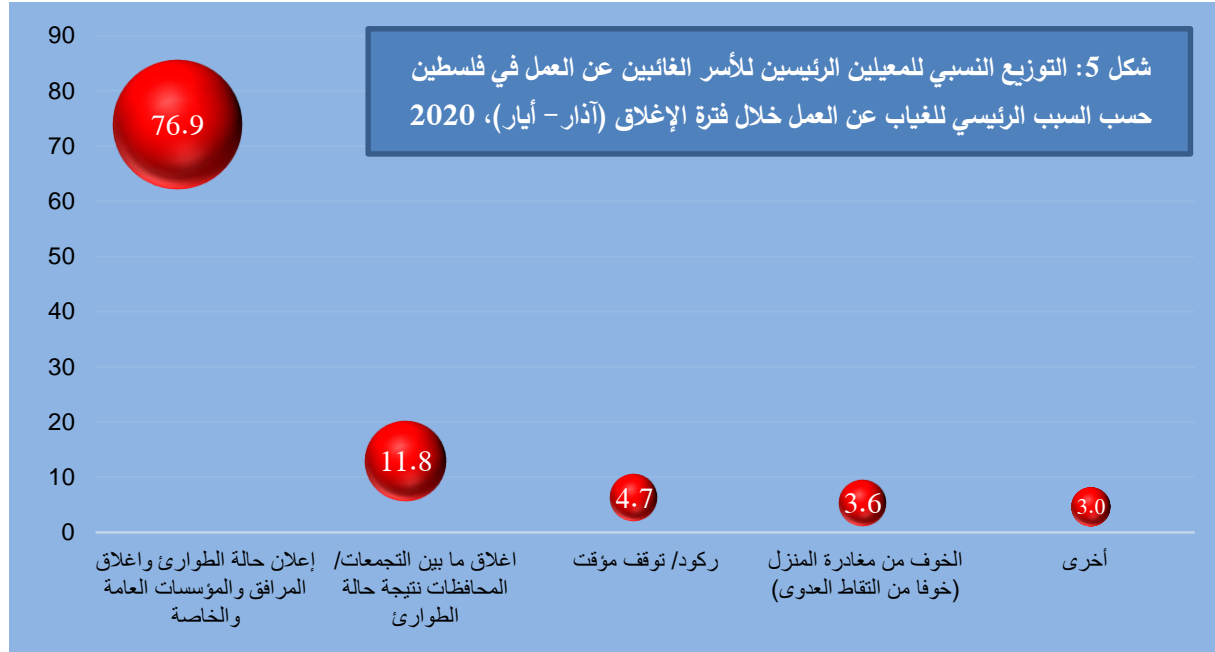 شكل 5: التوزيع النسبي للمعيلين الرئيسين للأسر الغائبين عن العمل في فلسطين
حسب السبب الرئيسي للغياب عن العمل خلال فترة الإغلاق (آذار- أيار)، 2020
90
80
70
60
50
40
30
20
10
0
76.9
11.8
4.7
3.6
3.0
إعلان حالة الطوارئ واغلاق
المرافق والمؤسسات العامة
والخاصة
اغلاق ما بين التجمعات/
المحافظات نتيجة حالة
الطوارئ
ركود/ توقف مؤقت
الخوف من مغادرة المنزل
(خوفا من التقاط العدوى)
أخرى